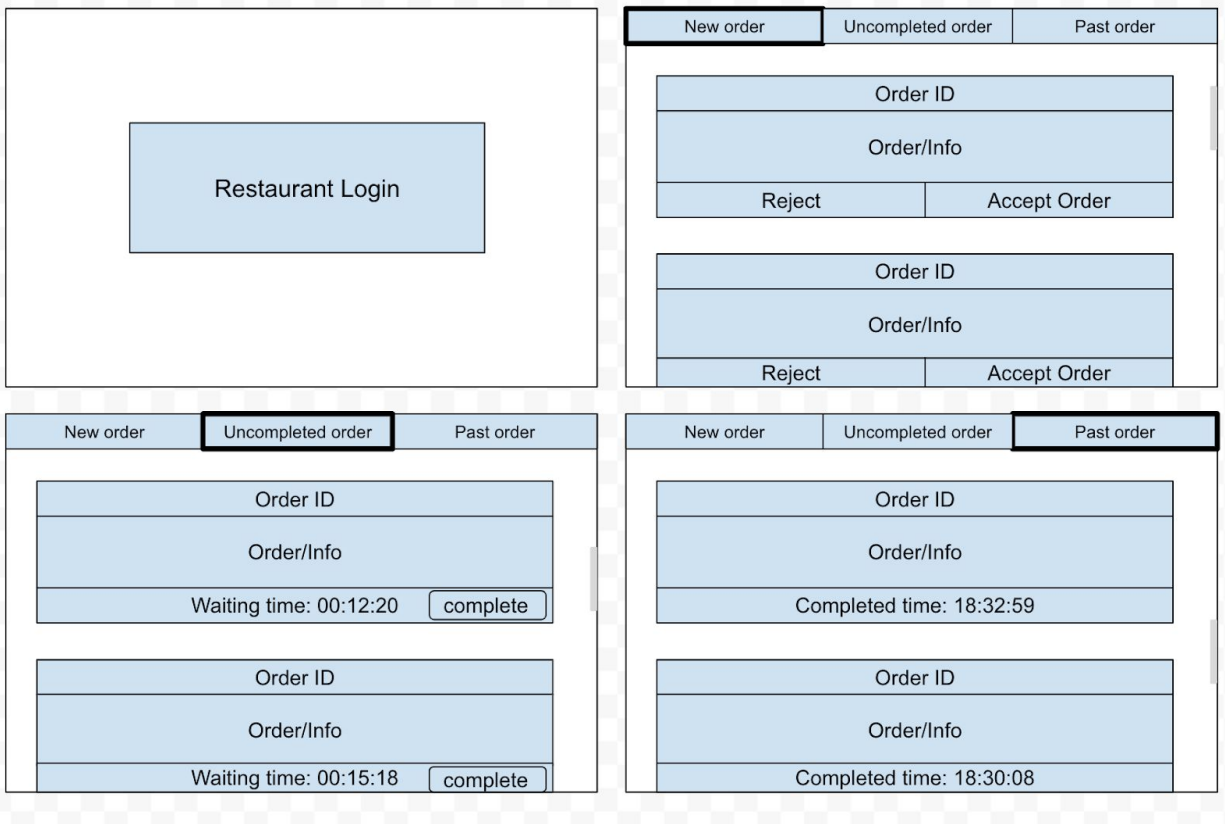 Restaurant Login
New order Uncompleted order Past order
Order ID
Order/Info
Reject Accept Order
Order ID
Order/Info
Reject Accept Order
New order Uncompleted order Past order
Order ID
Order/Info
Waiting time: 00:12:20 complete
Order ID
Order/Info
Waiting time: 00:15:18 complete
New order Uncompleted order Past order
Order ID
Order/Info
Completed time: 18:32:59
Order ID
Order/Info
Completed time: 18:30:08